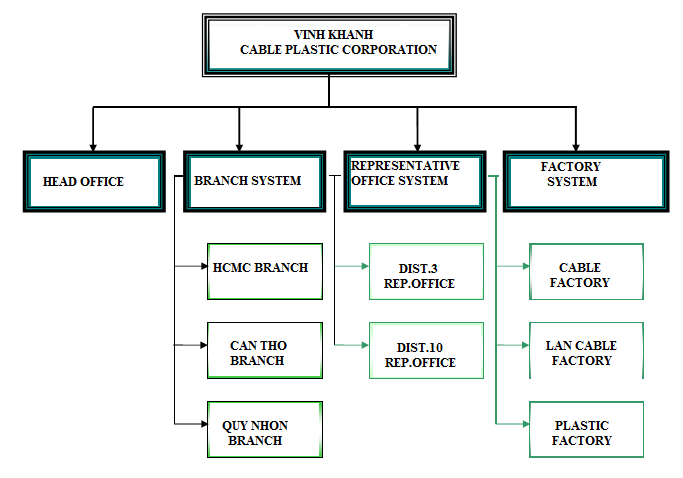 VINH KHANH
CABLE PLASTIC CORPORATION
HEAD OFFICE
BRANCH SYSTEM
REPRESENTATIVE
OFFICE SYSTEM
FACTORY
SYSTEM
HCMC BRANCH
DIST.3
REP.OFFICE
CABLE
FACTORY
CAN THO
BRANCH
DIST.10
REP.OFFICE
LAN CABLE
FACTORY
QUY NHON
BRANCH
PLASTIC
FACTORY